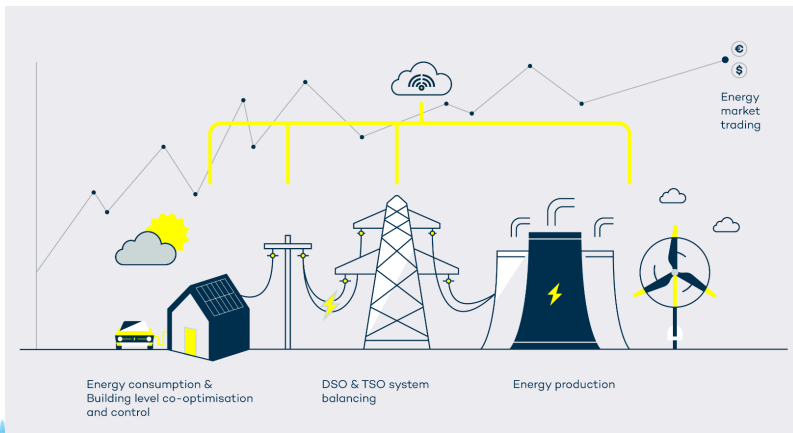 €
$
Energy
market
trading
Energy consumption &
Building level co-optimisation
and control
DSO & TSO system
balancing
Energy production